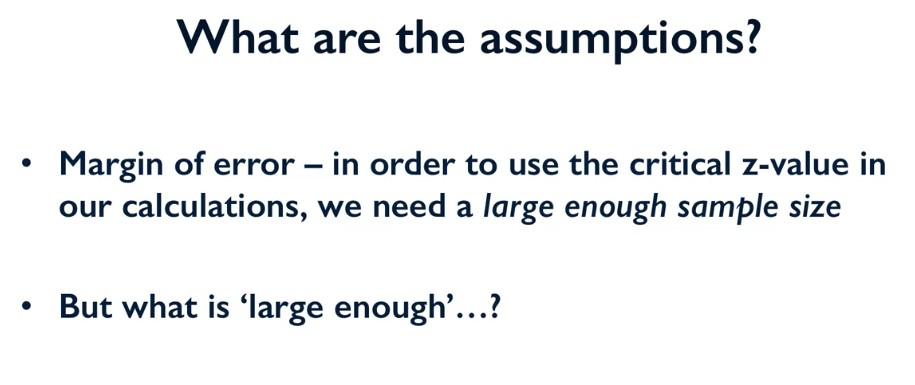 What are the assumptions?
• Margin of error – in order to use the critical z-value in
our calculations, we need a large enough sample size
• But what is ‘large enough’…?